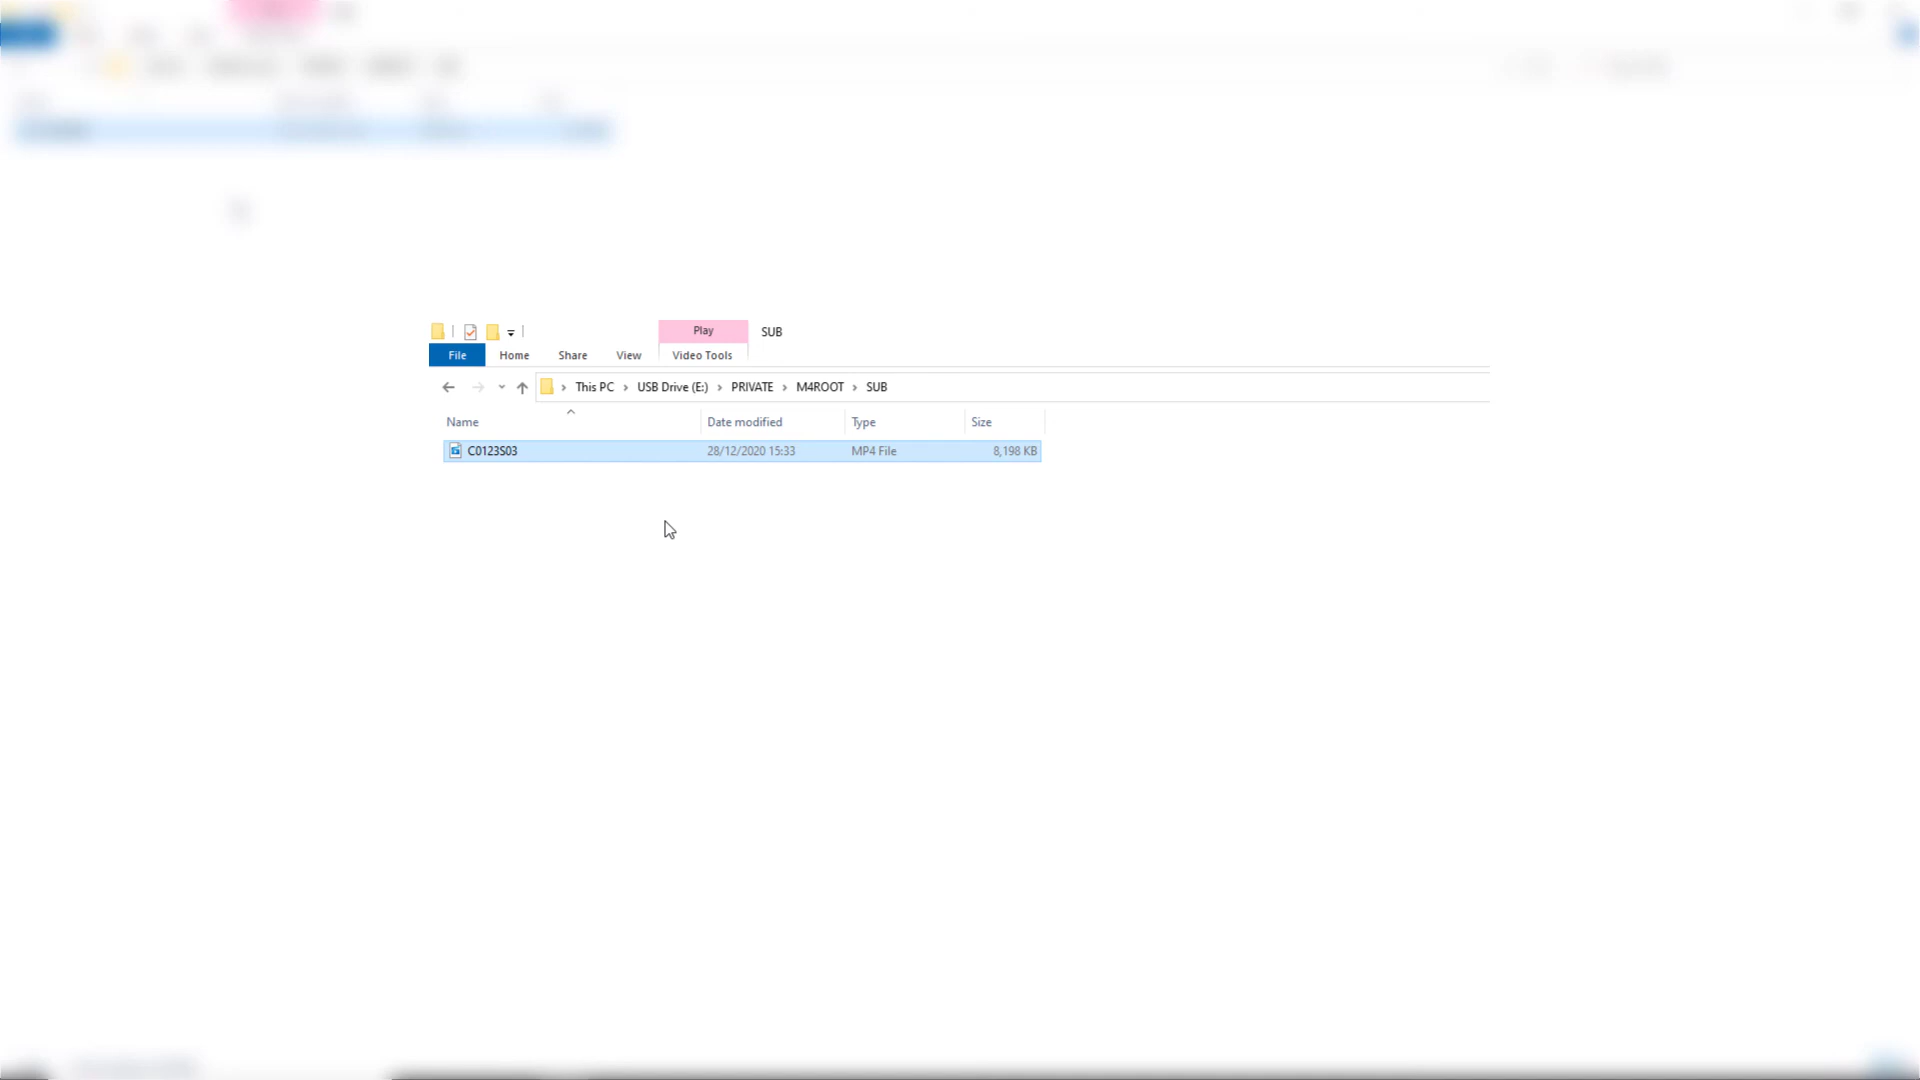 Play SUB
File Home Share View Video Tools
This PC USB Drive (E:) PRIVATE M4ROOT SUB
Name Date modified Type Size
C0123S03 28/12/2020 15:33 MP4 File 8,198 KB